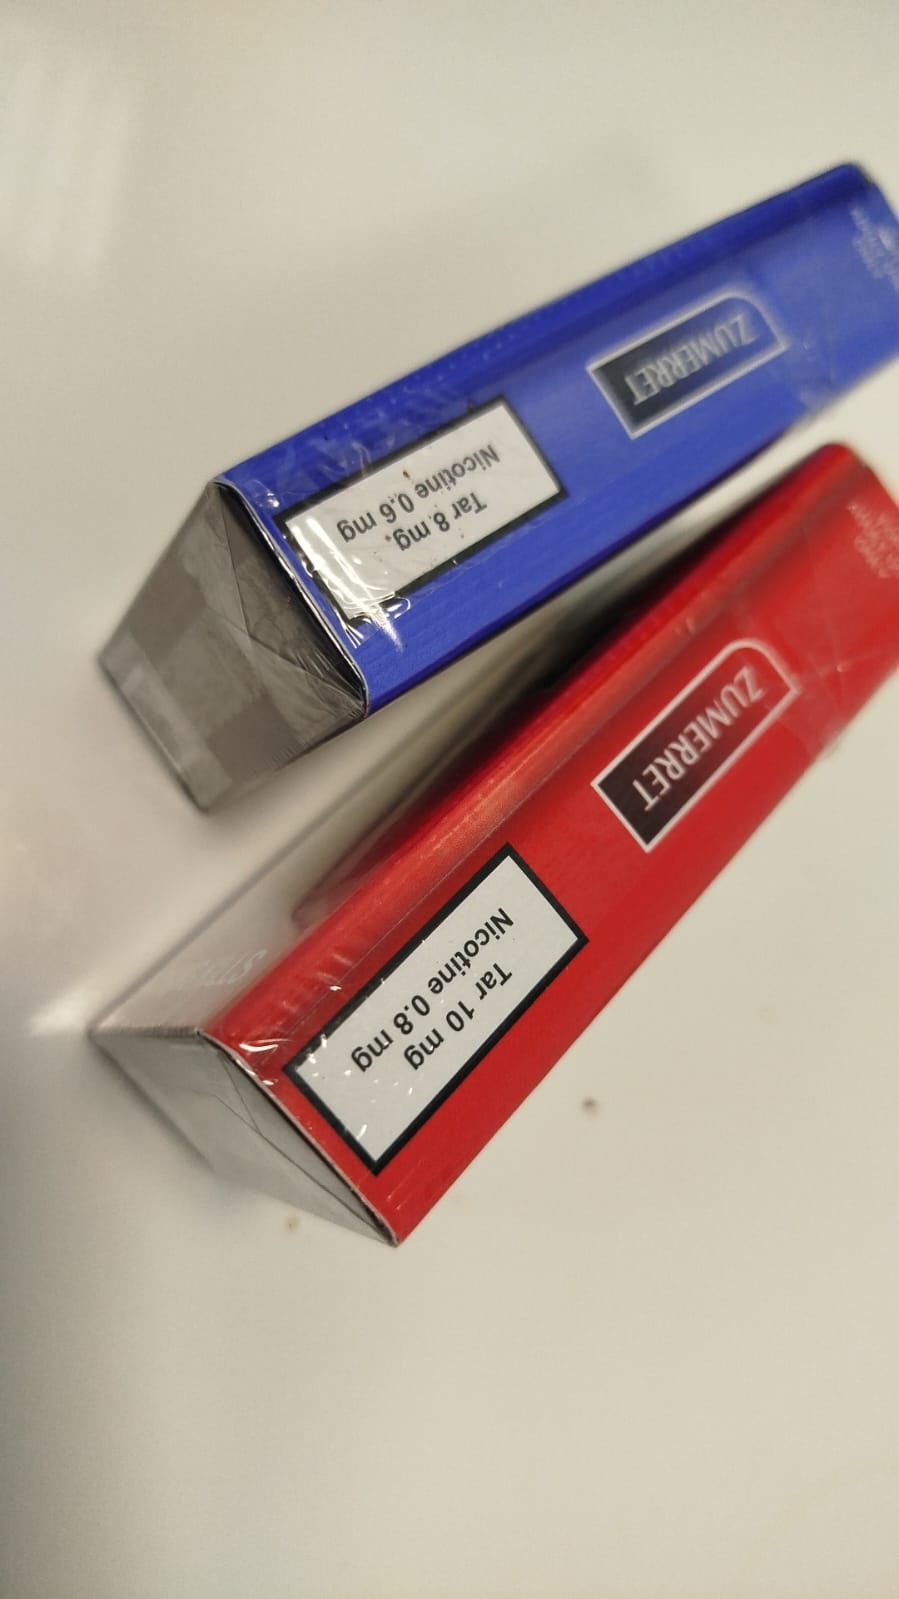 ZUMERRET
Tar 8 mg.
Nicotine 0.6 mg
ZUMERRET
Tar 10 mg
Nicotine 0.8 mg